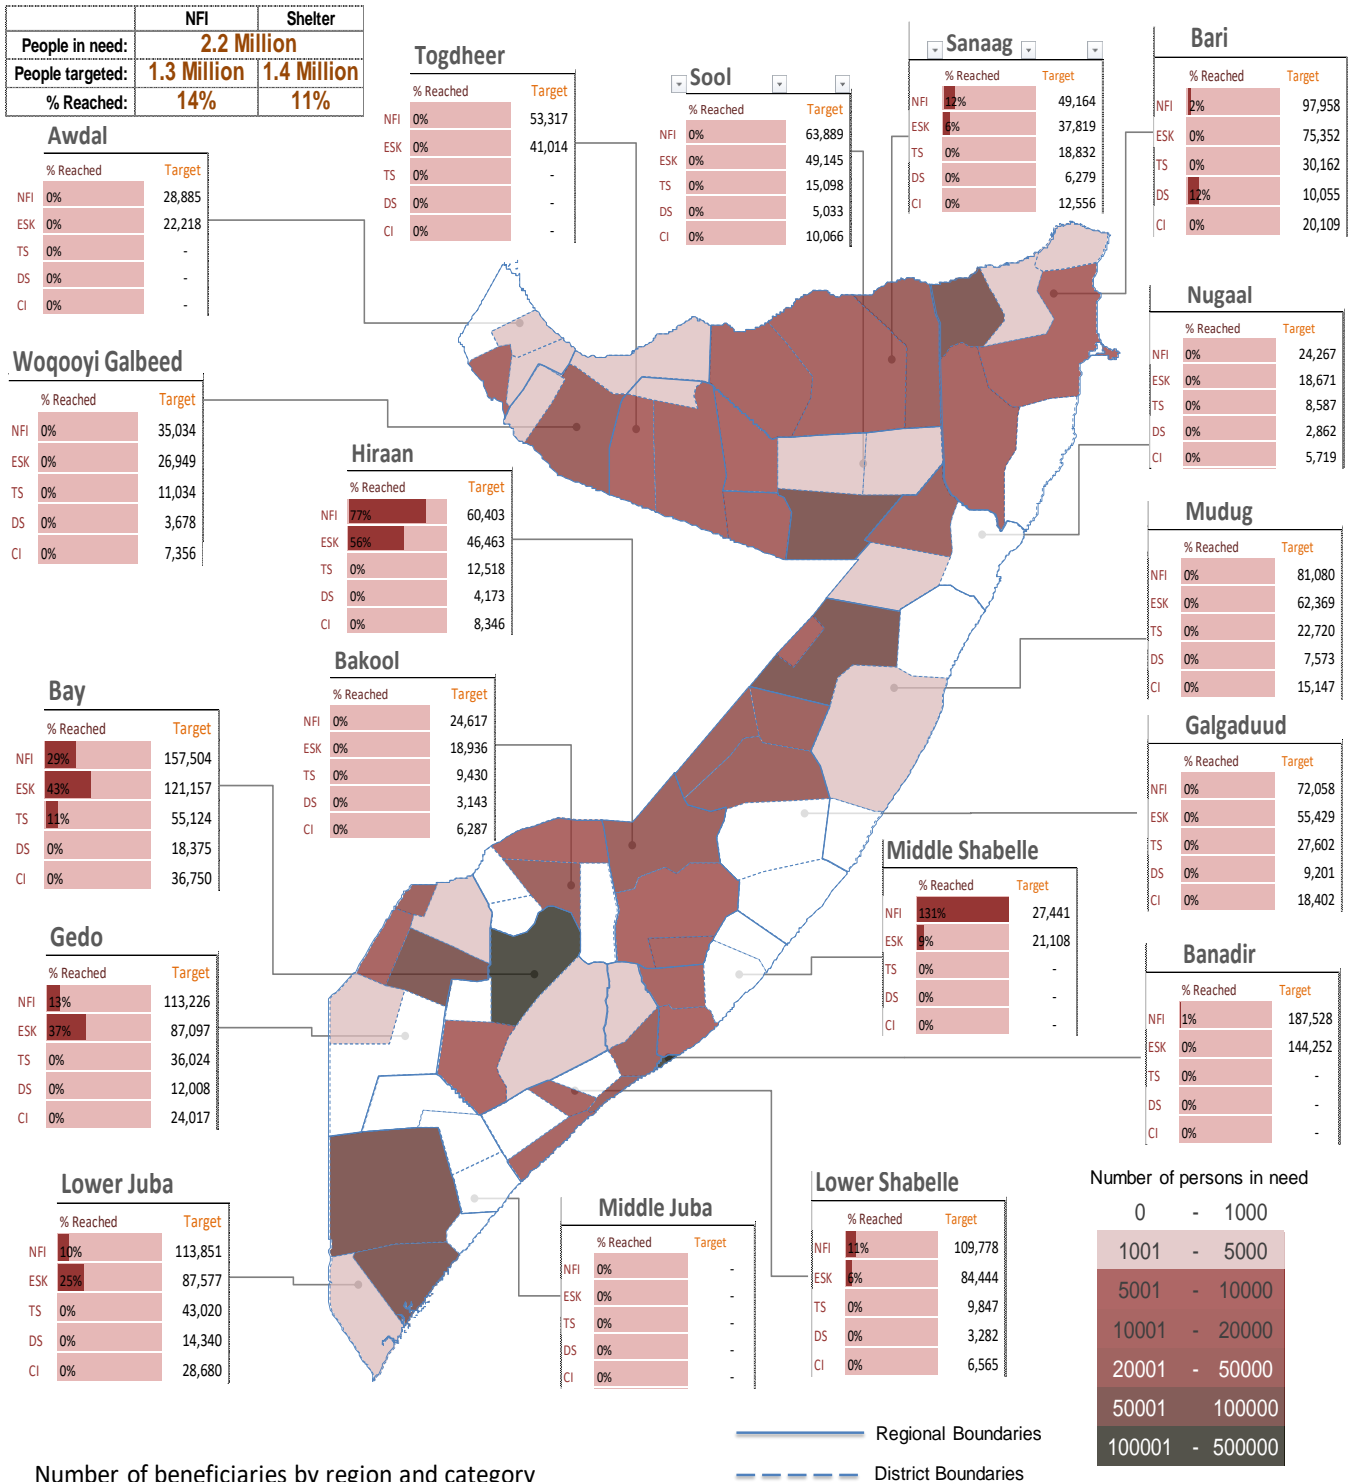 NFI Shelter
People in need: 2.2 Million
People targeted: 1.3 Million 1.4 Million
% Reached: 14% 11%
Togdheer
% Reached Target
NFI 0% 53,317
ESK 0% 41,014
TS 0% -
DS 0% -
CI 0% -
Sool
% Reached Target
NFI 0% 63,889
ESK 0% 49,145
TS 0% 15,098
DS 0% 5,033
CI 0% 10,066
Sanaag
% Reached Target
NFI 12% 49,164
ESK 6% 37,819
TS 0% 18,832
DS 0% 6,279
CI 0% 12,556
Bari
% Reached Target
NFI 2% 97,958
ESK 0% 75,352
TS 0% 30,162
DS 12% 10,055
CI 0% 20,109
Awdal
% Reached Target
NFI 0% 28,885
ESK 0% 22,218
TS 0% -
DS 0% -
CI 0% -
Nugaal
% Reached Target
NFI 0% 24,267
ESK 0% 18,671
TS 0% 8,587
DS 0% 2,862
CI 0% 5,719
Woqooyi Galbeed
% Reached Target
NFI 0% 35,034
ESK 0% 26,949
TS 0% 11,034
DS 0% 3,678
CI 0% 7,356
Hiraan
% Reached Target
NFI 77% 60,403
ESK 56% 46,463
TS 0% 12,518
DS 0% 4,173
CI 0% 8,346
Mudug
% Reached Target
NFI 0% 81,080
ESK 0% 62,369
TS 0% 22,720
DS 0% 7,573
CI 0% 15,147
Bakool
% Reached Target
NFI 0% 24,617
ESK 0% 18,936
TS 0% 9,430
DS 0% 3,143
CI 0% 6,287
Bay
% Reached Target
NFI 29% 157,504
ESK 43% 121,157
TS 11% 55,124
DS 0% 18,375
CI 0% 36,750
Galgaduud
% Reached Target
NFI 0% 72,058
ESK 0% 55,429
TS 0% 27,602
DS 0% 9,201
CI 0% 18,402
Middle Shabelle
% Reached Target
NFI 131% 27,441
ESK 9% 21,108
TS 0% -
DS 0% -
CI 0% -
Gedo
% Reached Target
NFI 13% 113,226
ESK 37% 87,097
TS 0% 36,024
DS 0% 12,008
CI 0% 24,017
Banadir
% Reached Target
NFI 1% 187,528
ESK 0% 144,252
TS 0% -
DS 0% -
CI 0% -
Lower Juba
% Reached Target
NFI 10% 113,851
ESK 25% 87,577
TS 0% 43,020
DS 0% 14,340
CI 0% 28,680
Middle Juba
% Reached Target
NFI 0% -
ESK 0% -
TS 0% -
DS 0% -
CI 0% -
Lower Shabelle
% Reached Target
NFI 11% 109,778
ESK 6% 84,444
TS 0% 9,847
DS 0% 3,282
CI 0% 6,565
Number of persons in need
0 - 1000
1001 - 5000
5001 - 10000
10001 - 20000
20001 - 50000
50001 100000
100001 - 500000
Regional Boundaries
District Boundaries
Number of beneficiaries by region and category